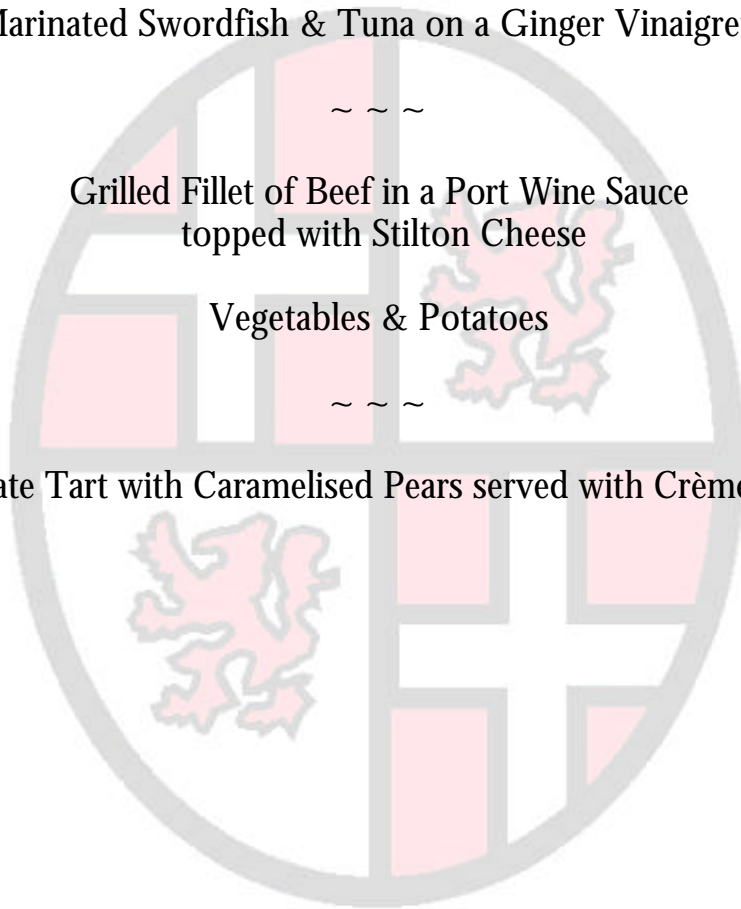 Marinated Swordfish & Tuna on a Ginger
~ ~ ~
Grilled Fillet of Beef in a Port Wine Sauce
topped with Stilton Cheese
Vegetables & Potatoes
~ ~ ~
Tart with Caramelised Pears served with Crème